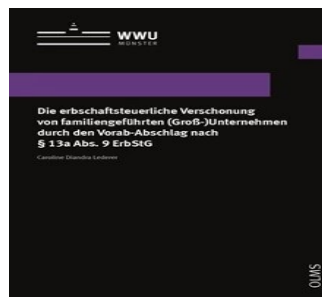 WWU
MÜNSTER
Die erbschaftsteuerliche Verschonung
von familiengeführten (Groß-)Unternehmen
durch den Vorab-Abschlag nach
§ 13a Abs. 9 ErbStG
Caroline Diandra Lederer
OLMS